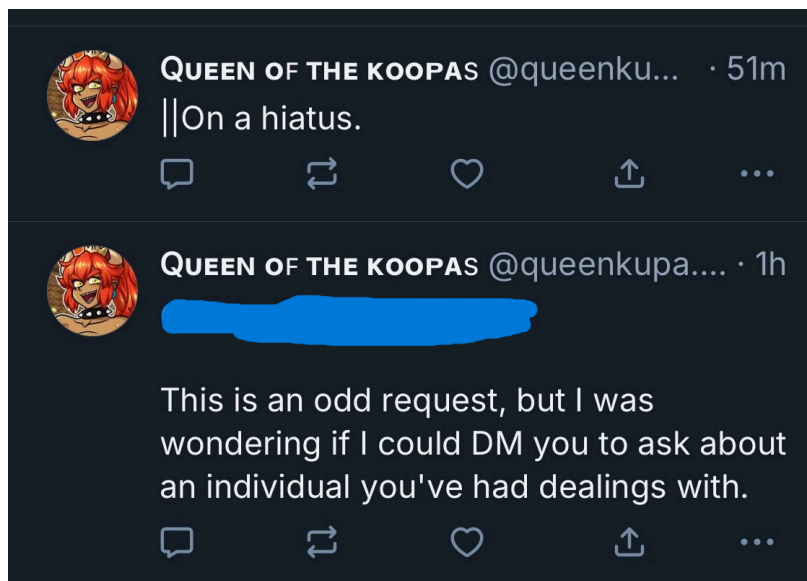 Queen of the koopas @queenku... · 51m
||On a hiatus.
Queen of the koopas @queenkupa.... · 1h
This is an odd request, but I was
wondering if I could DM you to ask about
an individual you've had dealings with.